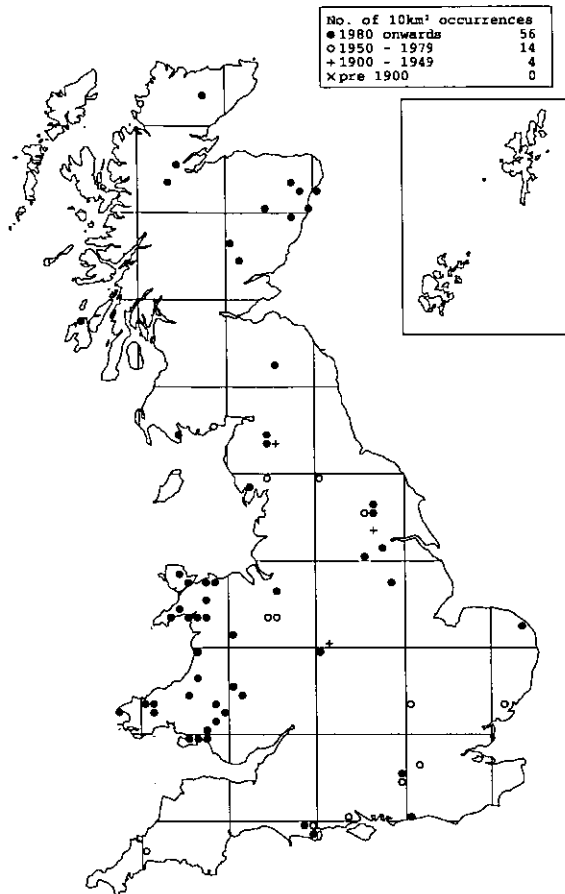 No. of 10km² occurrences
● 1980 onwards 56
○ 1950 - 1979 14
+ 1900 - 1949 4
× pre 1900 0